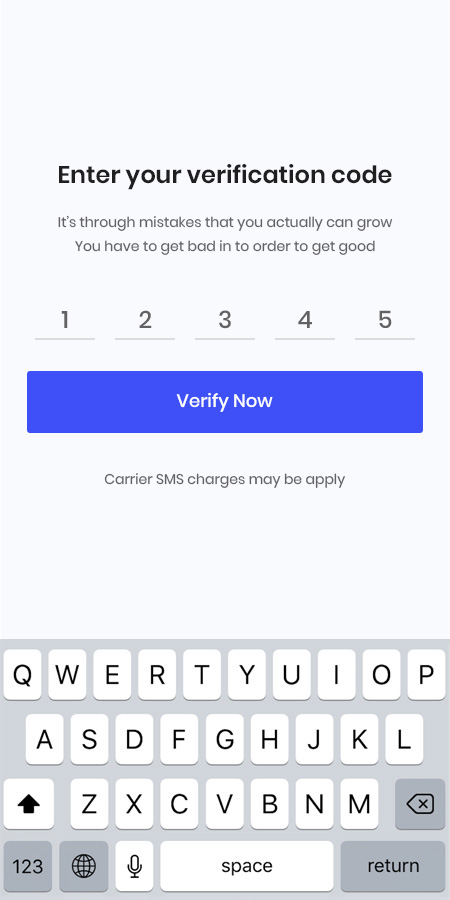 Enter your verification code
It's through mistakes that you actually can grow
You have to get bad in to order to get good
1 2 3 4 5
Verify Now
Carrier SMS charges may be apply
Q W E R T Y U I O P
A S D F G H J K L
Z X C V B N M
123 space return